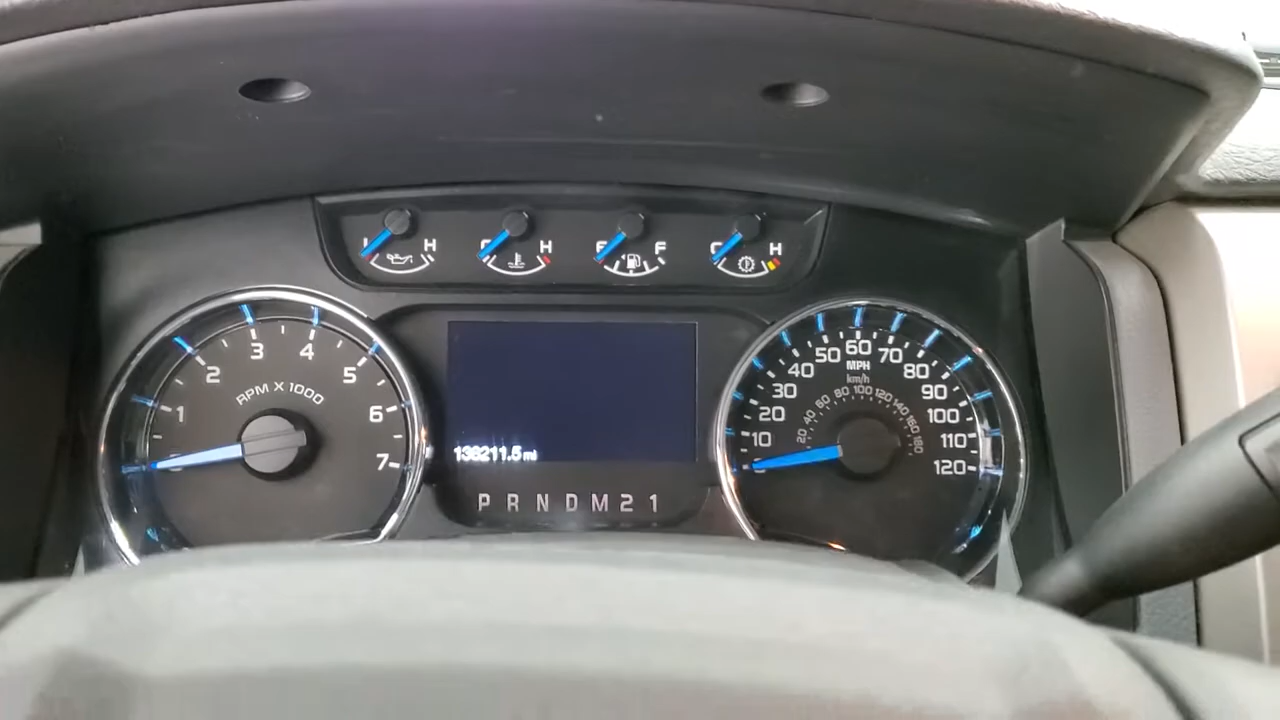 L H
C H
E F
C H
1 2 3 4 5 6 7
RPM X 1000
138211.5 mi
P R N D M 2 1
10 20 30 40 50 60 70 80 90 100 110 120
MPH
km/h
20 40 60 80 100 120 140 160 180